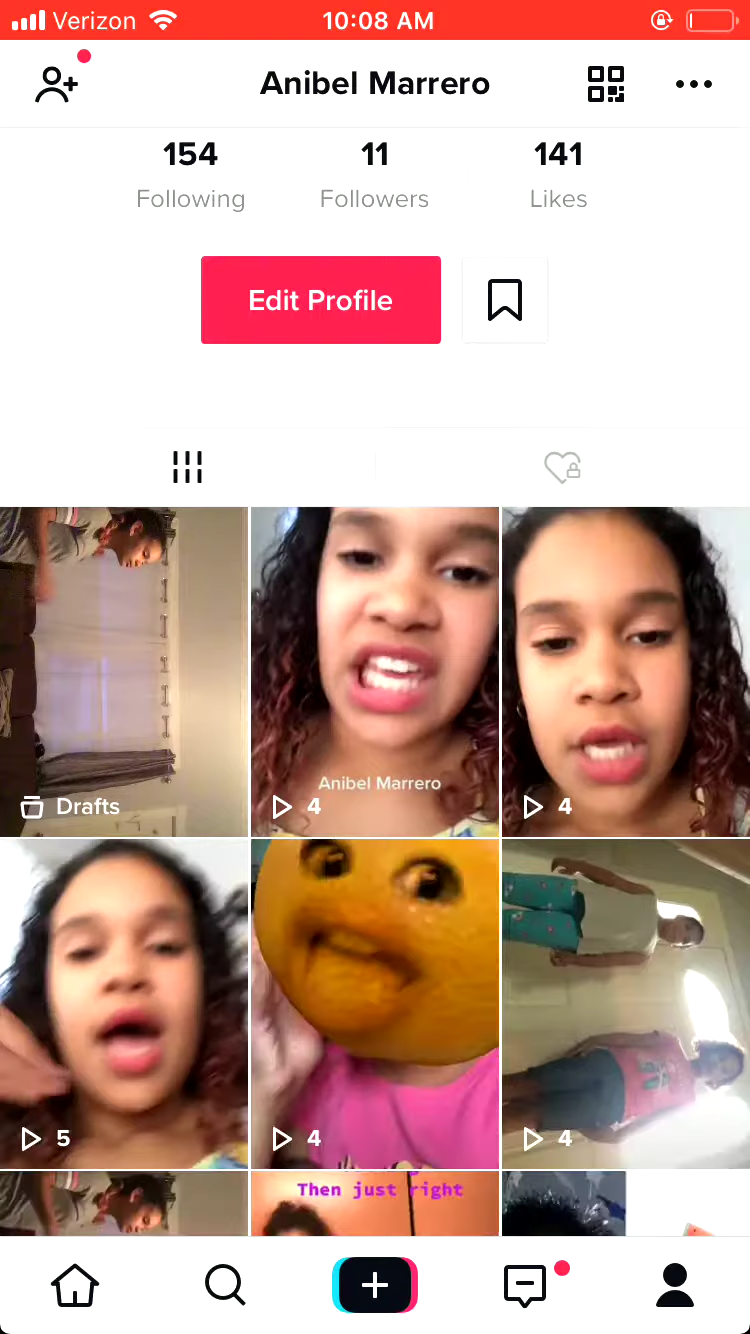 Verizon 10:08 AM
Anibel Marrero
154 11 141
Following Followers Likes
Edit Profile
Anibel Marrero
Drafts 4 4
5 4 4
Then just right